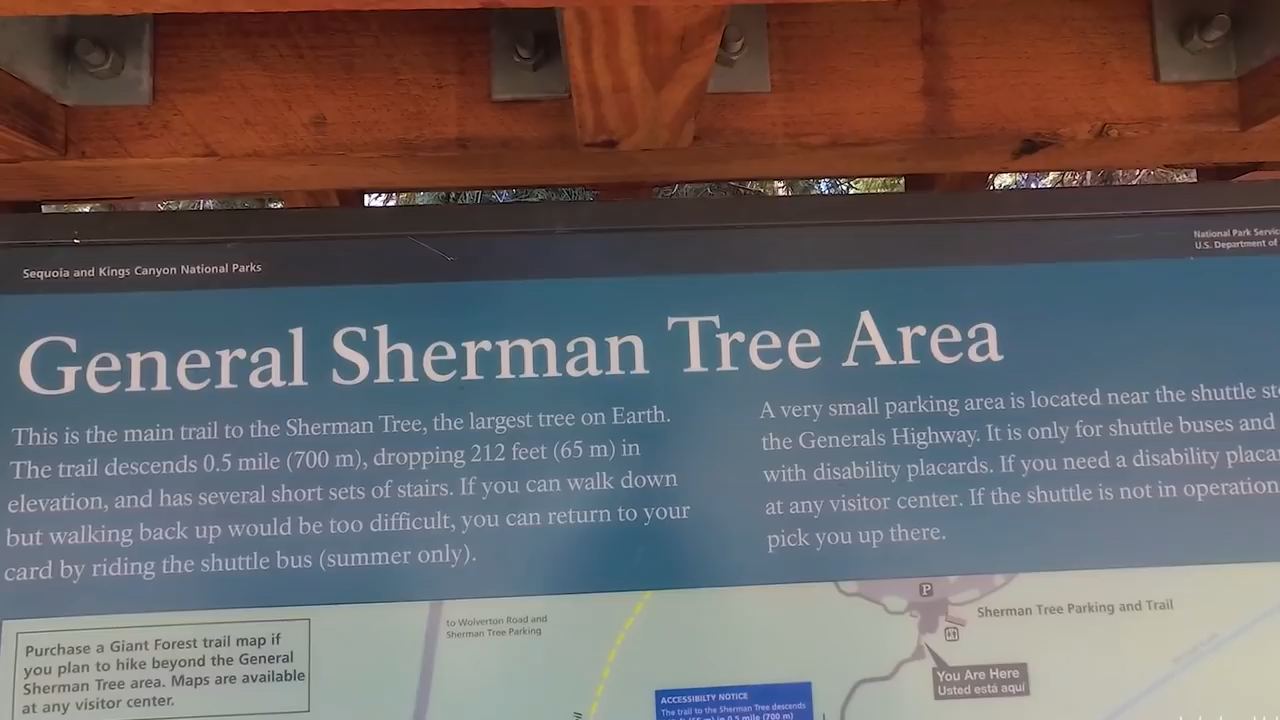 Sequoia and Kings Canyon National Parks
National Park Servic
U.S. Department of
General Sherman Tree Area
This is the main trail to the Sherman Tree, the largest tree on Earth.
The trail descends 0.5 mile (700 m), dropping 212 feet (65 m) in
elevation, and has several short sets of stairs. If you can walk down
but walking back up would be too difficult, you can return to your
card by riding the shuttle bus (summer only).
A very small parking area is located near the shuttle st
the Generals Highway. It is only for shuttle buses and
with disability placards. If you need a disability placa
at any visitor center. If the shuttle is not in operation
pick you up there.
Purchase a Giant Forest trail map if
you plan to hike beyond the General
Sherman Tree area. Maps are available
at any visitor center.
to Wolverton Road and
Sherman Tree Parking
P
Sherman Tree Parking and Trail
You Are Here
Usted está aquí
ACCESSIBILTY NOTICE
The trail to the Sherman Tree descends
in 0.5 mile (700 m)